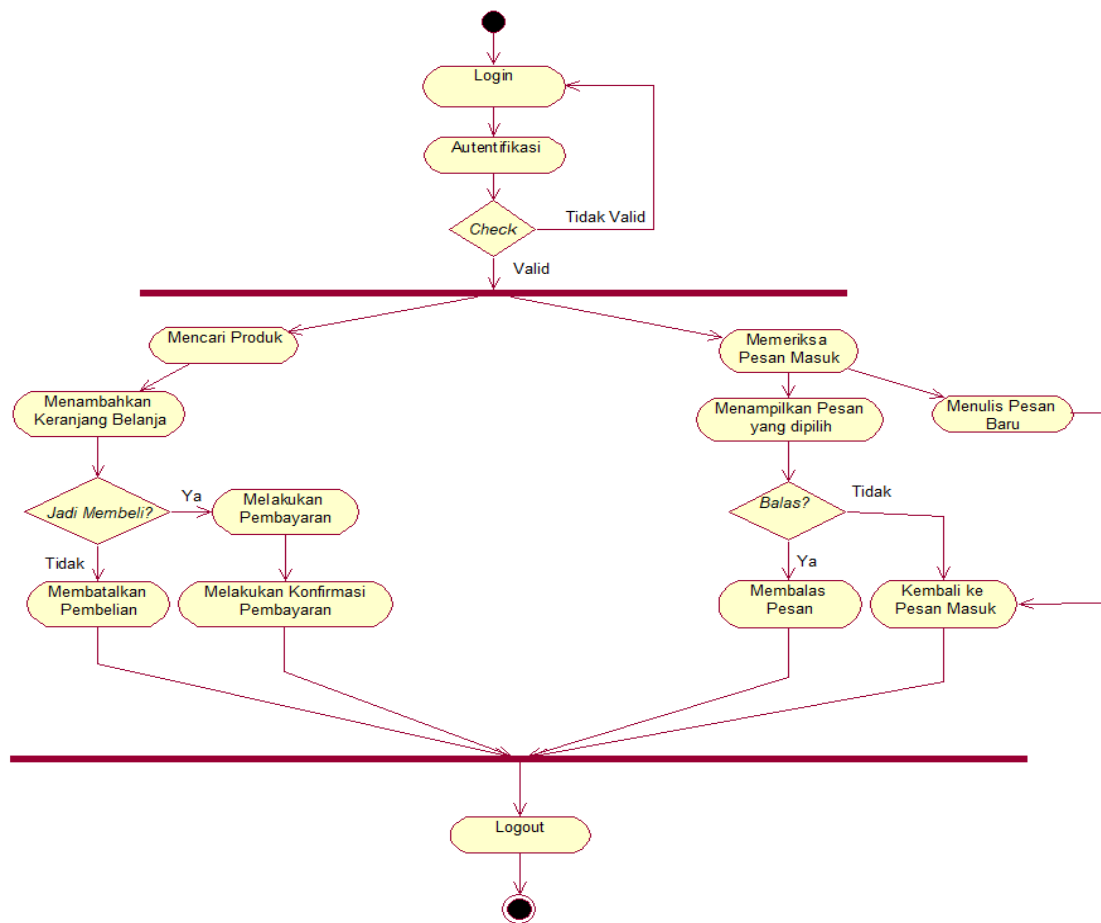 Login
Autentifikasi
Check
Tidak Valid
Valid
Mencari Produk
Menambahkan
Keranjang Belanja
Jadi Membeli?
Ya
Melakukan
Pembayaran
Tidak
Membatalkan
Pembelian
Melakukan Konfirmasi
Pembayaran
Memeriksa
Pesan Masuk
Menampilkan Pesan
yang dipilih
Menulis Pesan
Baru
Balas?
Tidak
Ya
Membalas
Pesan
Kembali ke
Pesan Masuk
Logout